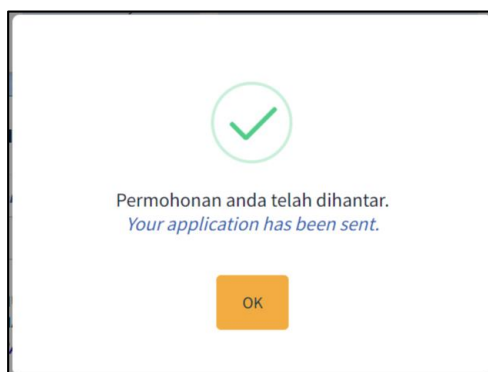 Permohonan anda telah dihantar.
Your application has been sent.
OK